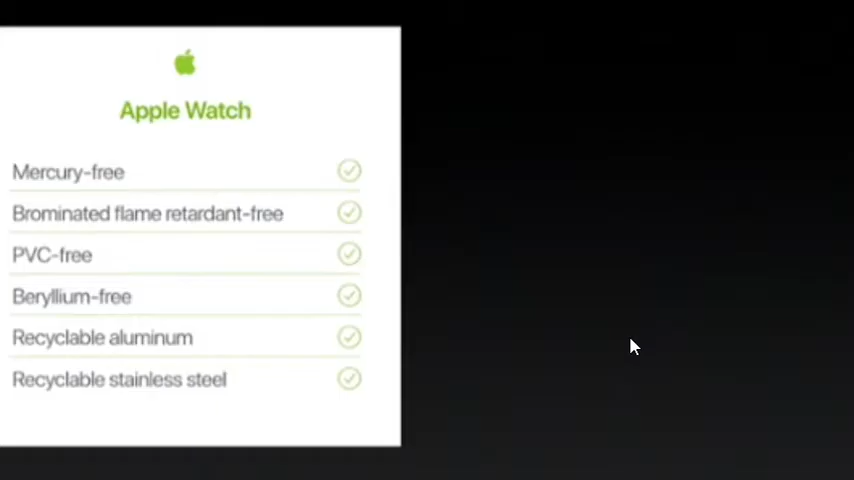 Apple Watch
Mercury-free
Brominated flame retardant-free
PVC-free
Beryllium-free
Recyclable aluminum
Recyclable stainless steel